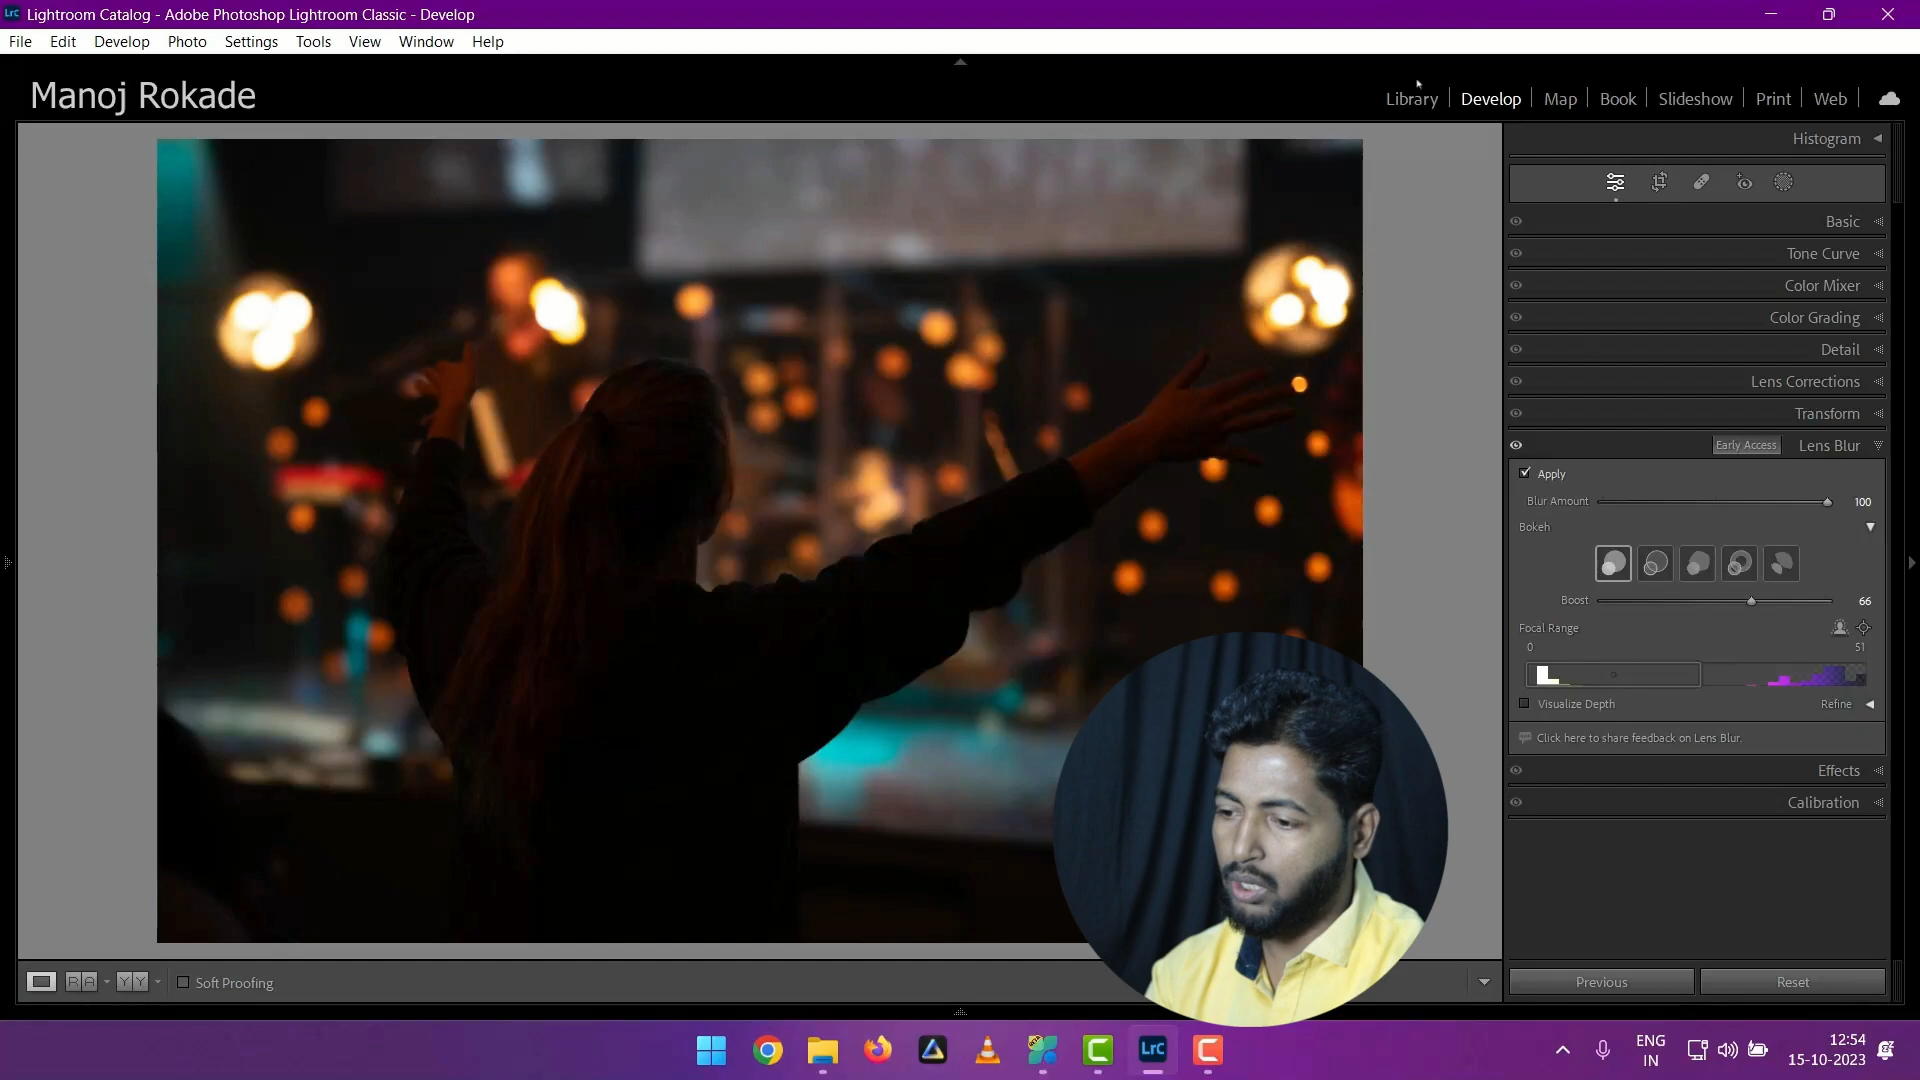 Lightroom Catalog - Adobe Photoshop Lightroom Classic - Develop
File Edit Develop Photo Settings Tools View Window Help
Manoj Rokade
Library Develop Map Book Slideshow Print Web
Histogram
Basic
Tone Curve
Color Mixer
Color Grading
Detail
Lens Corrections
Transform
Early Access Lens Blur
Apply
Blur Amount 100
Bokeh
Boost 66
Focal Range
0 51
Visualize Depth Refine
Click here to share feedback on Lens Blur.
Effects
Calibration
R A Y Y Soft Proofing
Previous Reset
LrC
ENG
IN
12:54
15-10-2023